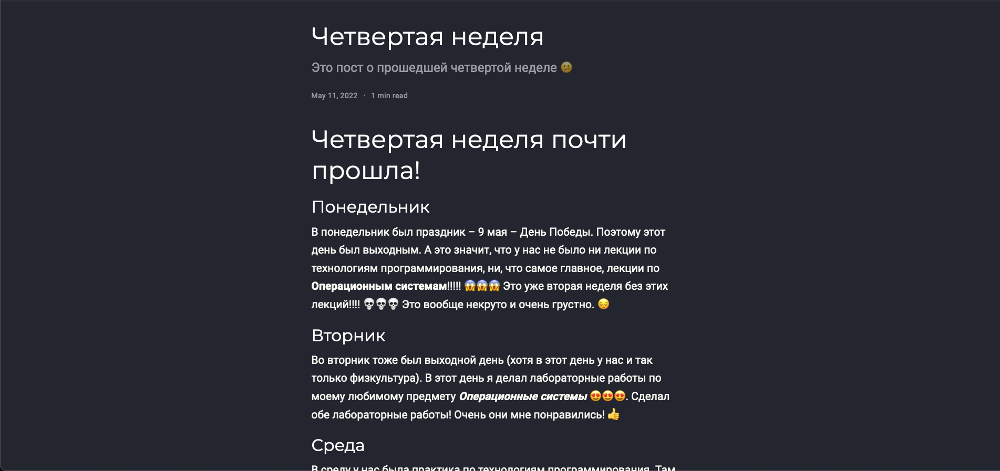 Четвертая неделя
Это пост о прошедшей четвертой неделе 🫤
May 11, 2022 · 1 min read
Четвертая неделя почти
прошла!
Понедельник
В понедельник был праздник – 9 мая – День Победы. Поэтому этот
день был выходным. А это значит, что у нас не было ни лекции по
технологиям программирования, ни, что самое главное, лекции по
Операционным системам!!!!! 😱😱😱 Это уже вторая неделя без этих
лекций!!!! 💀💀💀 Это вообще некруто и очень грустно. 😔
Вторник
Во вторник тоже был выходной день (хотя в этот день у нас и так
только физкультура). В этот день я делал лабораторные работы по
моему любимому предмету Операционные системы 😍😍😍. Сделал
обе лабораторные работы! Очень они мне понравились! 👍
Среда
В среду у нас была практика по технологиям программирования. Там